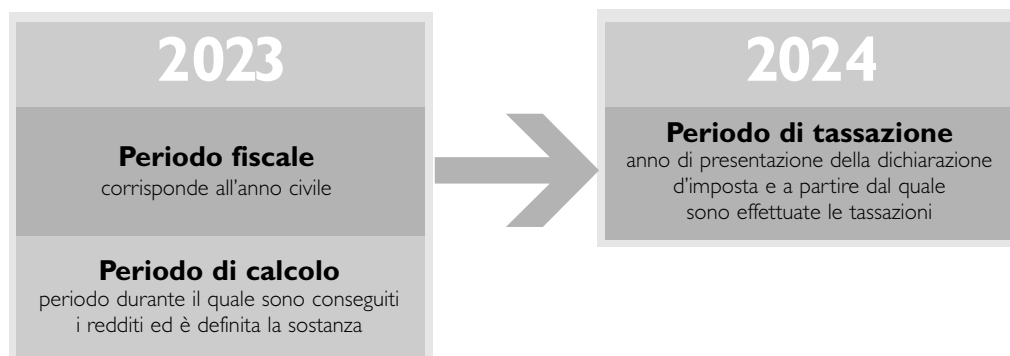 2023
Periodo fiscale
corrisponde all'anno civile
Periodo di calcolo
periodo durante il quale sono conseguiti
i redditi ed è definita la sostanza
2024
Periodo di tassazione
anno di presentazione della dichiarazione
d'imposta e a partire dal quale
sono effettuate le tassazioni